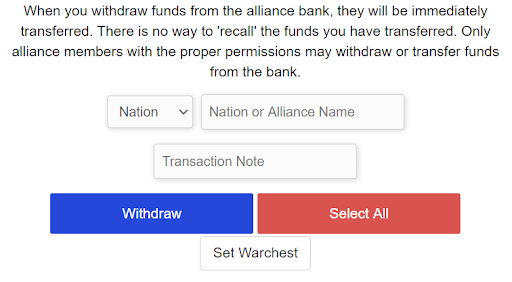 When you withdraw funds from the alliance bank, they will be immediately
transferred. There is no way to 'recall' the funds you have transferred. Only
alliance members with the proper permissions may withdraw or transfer funds
from the bank.
Nation Nation or Alliance Name
Transaction Note
Withdraw Select All
Set Warchest